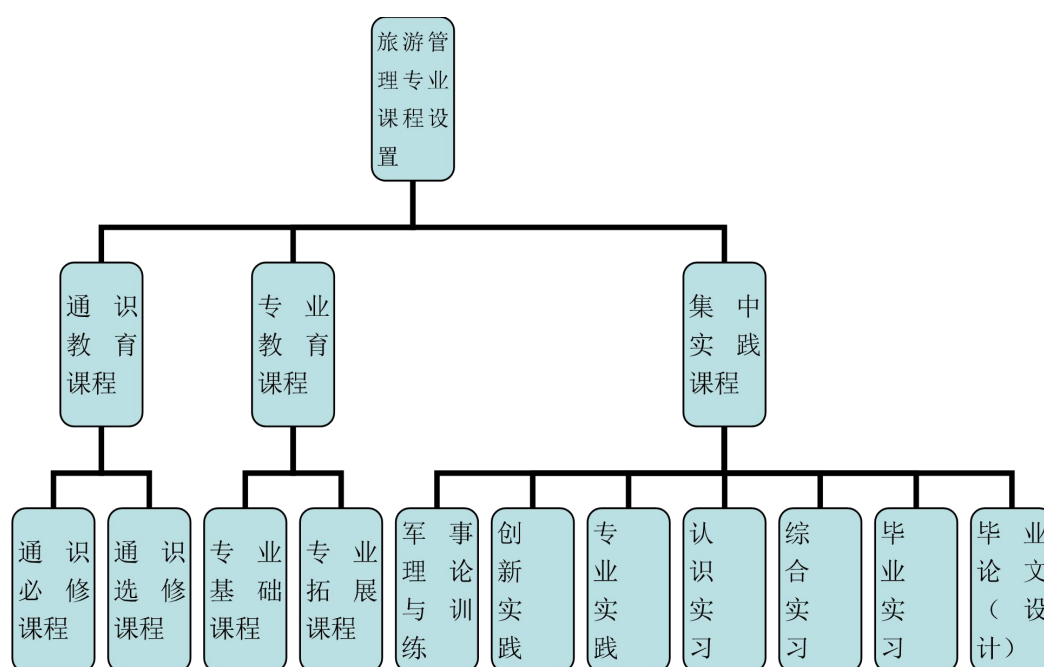 旅游管
理专业
课程设
置
通识
教育
课程
专业
教育
课程
集中
实践
课程
通识
必修
课程
通识
选修
课程
专业
基础
课程
专业
拓展
课程
军事
理论
与训
练
创
新
实
践
专
业
实
践
认
识
实
习
综
合
实
习
毕
业
实
习
毕业
论文
（设
计）